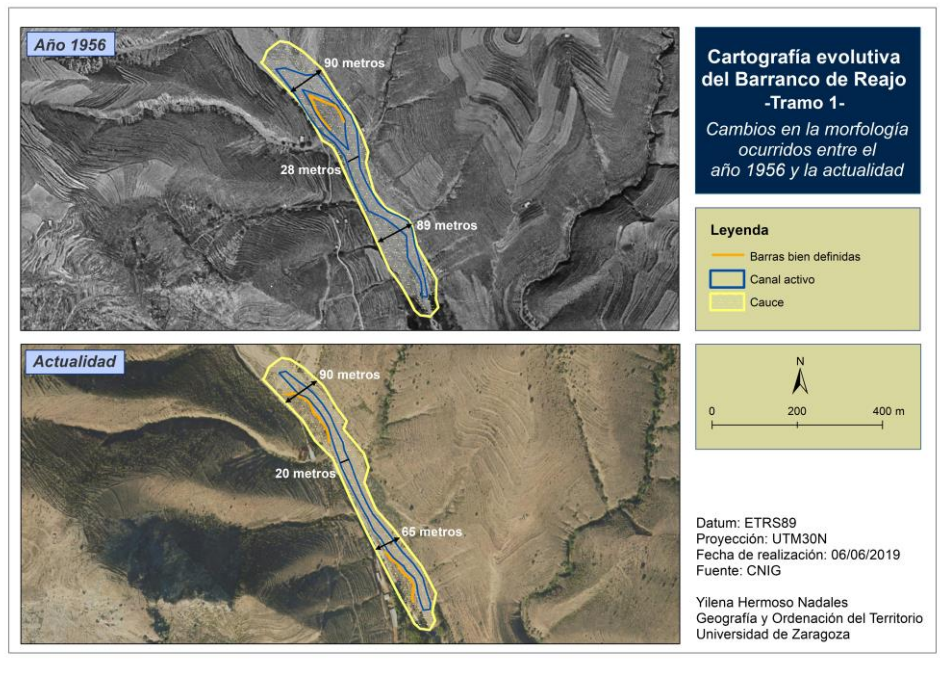 Año 1956
90 metros
28 metros
89 metros
Actualidad
90 metros
20 metros
65 metros
Cartografía evolutiva
del Barranco de Reajo
-Tramo 1-
Cambios en la morfología
ocurridos entre el
año 1956 y la actualidad
Leyenda
Barras bien definidas
Canal activo
Cauce
N
0 200 400 m
Datum: ETRS89
Proyección: UTM30N
Fecha de realización: 06/06/2019
Fuente: CNIG
Yilena Hermoso Nadales
Geografía y Ordenación del Territorio
Universidad de Zaragoza